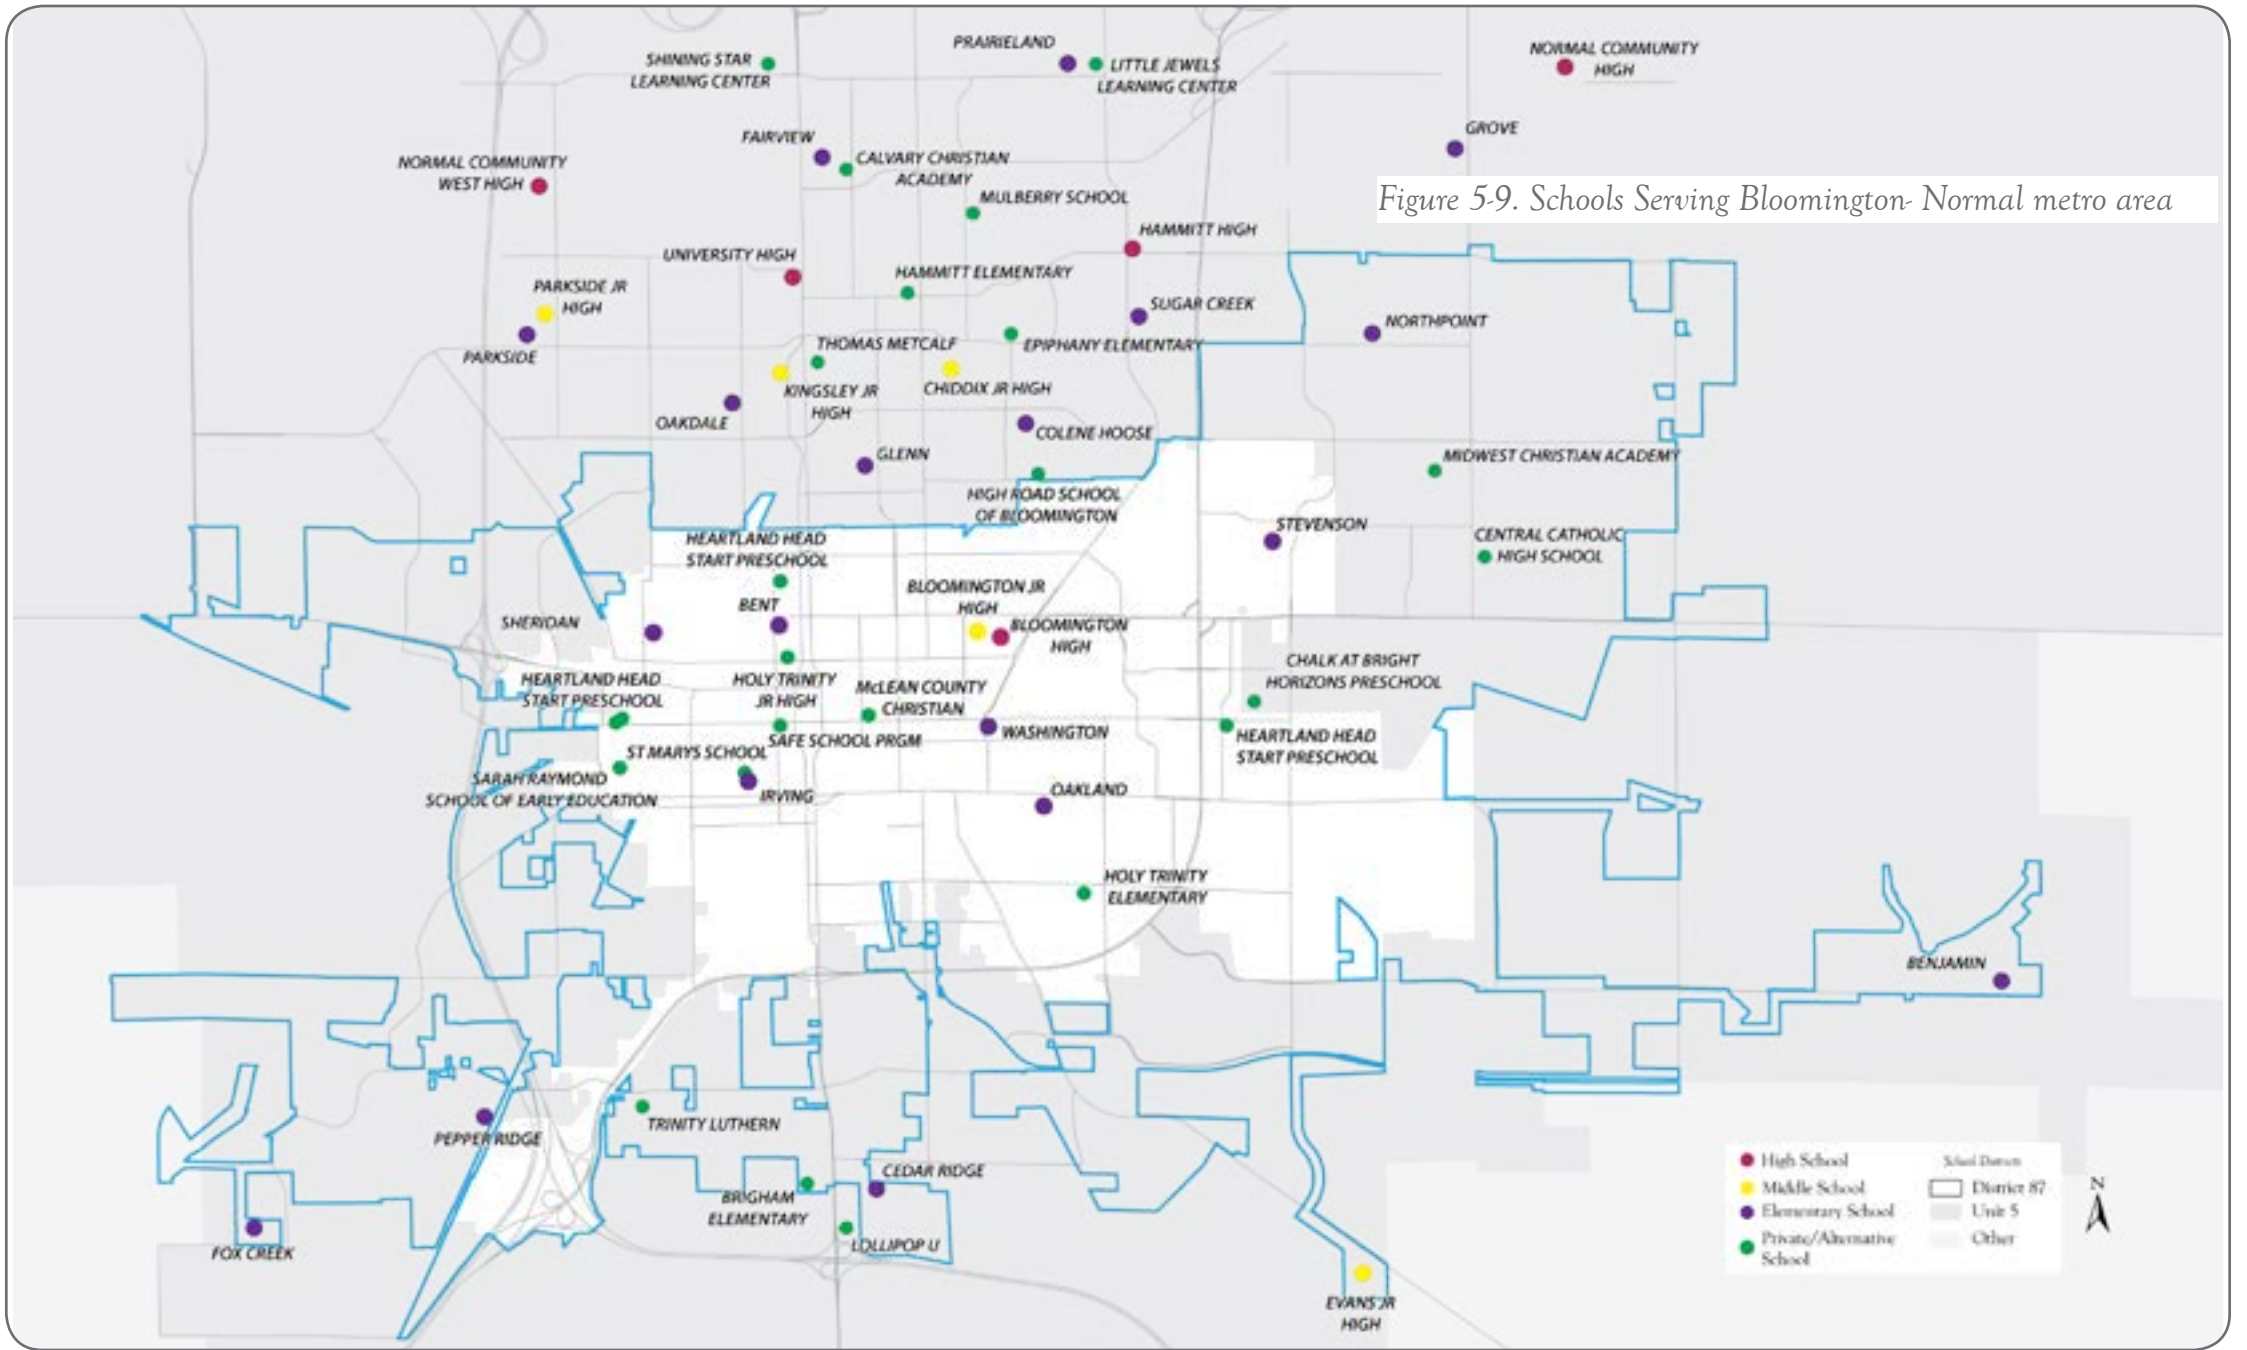 SHINING STAR
LEARNING CENTER
PRAIRIELAND
LITTLE JEWELS
LEARNING CENTER
NORMAL COMMUNITY
HIGH
GROVE
FAIRVIEW
CALVARY CHRISTIAN
ACADEMY
NORMAL COMMUNITY
WEST HIGH
MULBERRY SCHOOL
Figure 5-9. Schools Serving Bloomington- Normal metro area
HAMMITT HIGH
UNIVERSITY HIGH
HAMMITT ELEMENTARY
PARKSIDE JR
HIGH
SUGAR CREEK
NORTHPOINT
PARKSIDE
THOMAS METCALF
EPIPHANY ELEMENTARY
KINGSLEY JR
HIGH
CHIDDIX JR HIGH
OAKDALE
COLENE HOOSE
GLENN
MIDWEST CHRISTIAN ACADEMY
HIGH ROAD SCHOOL
OF BLOOMINGTON
STEVENSON
HEARTLAND HEAD
START PRESCHOOL
CENTRAL CATHOLIC
HIGH SCHOOL
BENT
BLOOMINGTON JR
HIGH
SHERIDAN
BLOOMINGTON
HIGH
CHALK AT BRIGHT
HORIZONS PRESCHOOL
HEARTLAND HEAD
START PRESCHOOL
HOLY TRINITY
JR HIGH
McLEAN COUNTY
CHRISTIAN
WASHINGTON
HEARTLAND HEAD
START PRESCHOOL
SAFE SCHOOL PRGM
ST MARYS SCHOOL
SARAH RAYMOND
SCHOOL OF EARLY EDUCATION
IRVING
OAKLAND
HOLY TRINITY
ELEMENTARY
BENJAMIN
PEPPER RIDGE
TRINITY LUTHERN
CEDAR RIDGE
BRIGHAM
ELEMENTARY
LOLLIPOP U
FOX CREEK
EVANS JR
HIGH
High School
Middle School
Elementary School
Private/Alternative
School
School Districts
District 87
Unit 5
Other
N